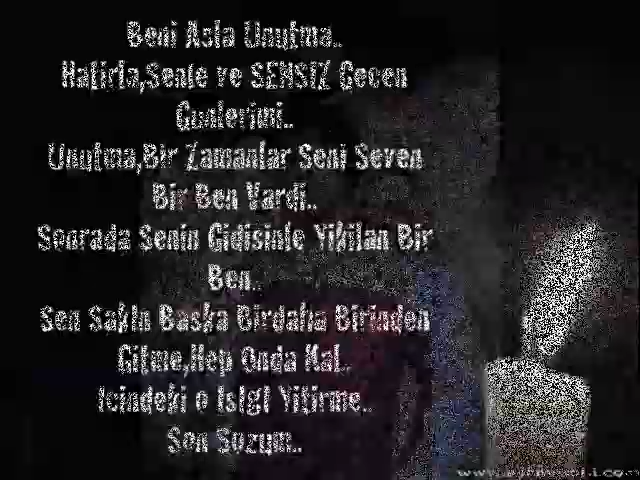 Beni Asla Unutma..
Hatirla,Senle ve SENSIZ Gecen
Gunlerimi..
Unutma,Bir Zamanlar Seni Seven
Bir Ben Vardi..
Sonrada Senin Gidisinle Yikilan Bir
Ben..
Sen Sakin Baska Birdaha Birinden
Gitme,Hep Onda Kal..
Icindeki o Isigi Yitirme..
Son Sozum..